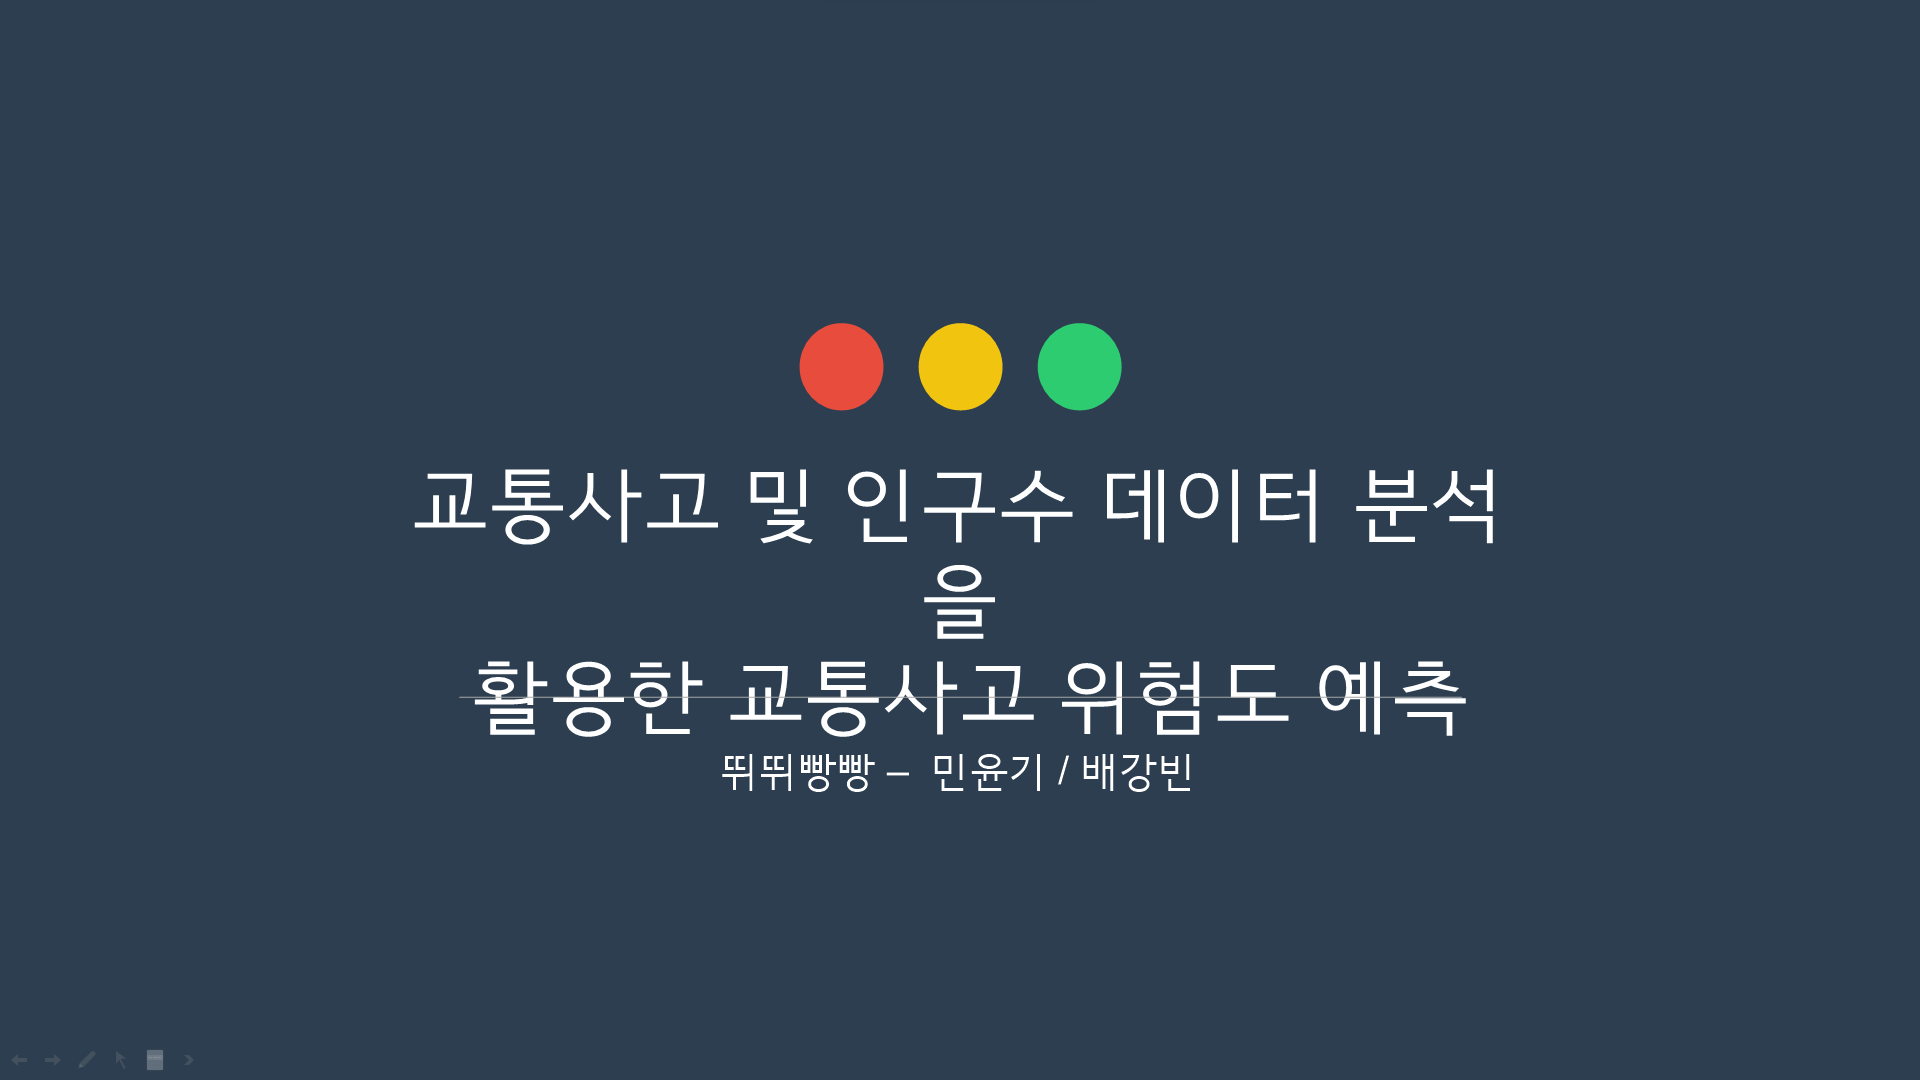 교통사고 및 인구수 데이터 분석
을
활용한 교통사고 위험도 예측
뛰뛰빵빵 – 민윤기 / 배강빈